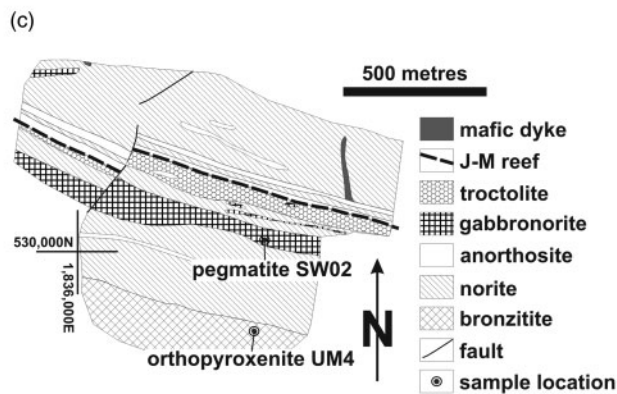 (c)
500 metres
mafic dyke
J-M reef
troctolite
gabbronorite
anorthosite
norite
bronzitite
fault
sample location
530,000N
1,836,000E
pegmatite SW02
orthopyroxenite UM4
N